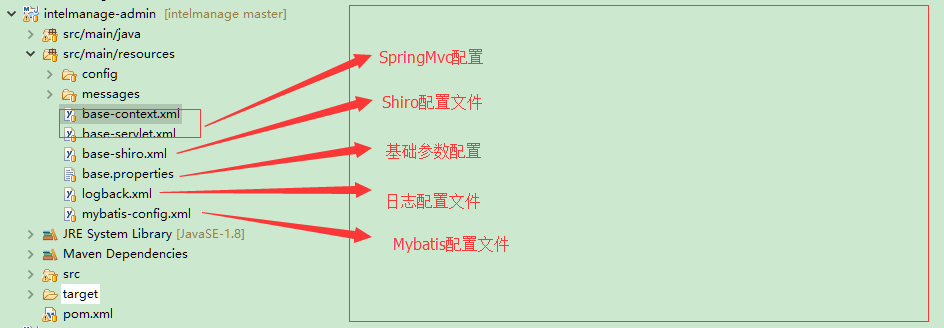 intelmanage-admin [intelmanage master]
src/main/java
src/main/resources
config
messages
base-context.xml
base-servlet.xml
base-shiro.xml
base.properties
logback.xml
mybatis-config.xml
JRE System Library [JavaSE-1.8]
Maven Dependencies
src
target
pom.xml
SpringMvc配置
Shiro配置文件
基础参数配置
日志配置文件
Mybatis配置文件